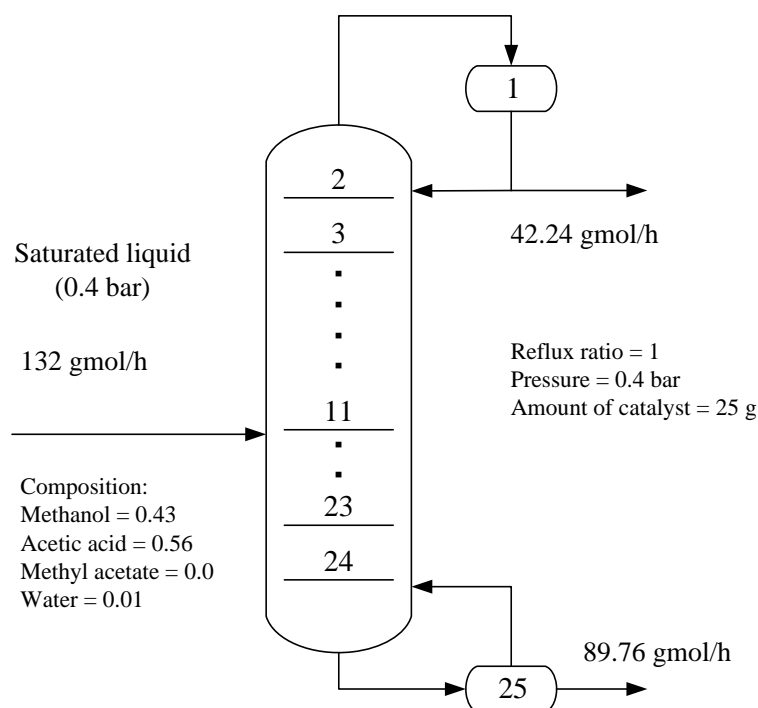 1
2
3
42.24 gmol/h
Saturated liquid
(0.4 bar)
132 gmol/h
Reflux ratio = 1
Pressure = 0.4 bar
Amount of catalyst = 25 g
11
Composition:
Methanol = 0.43
Acetic acid = 0.56
Methyl acetate = 0.0
Water = 0.01
23
24
89.76 gmol/h
25